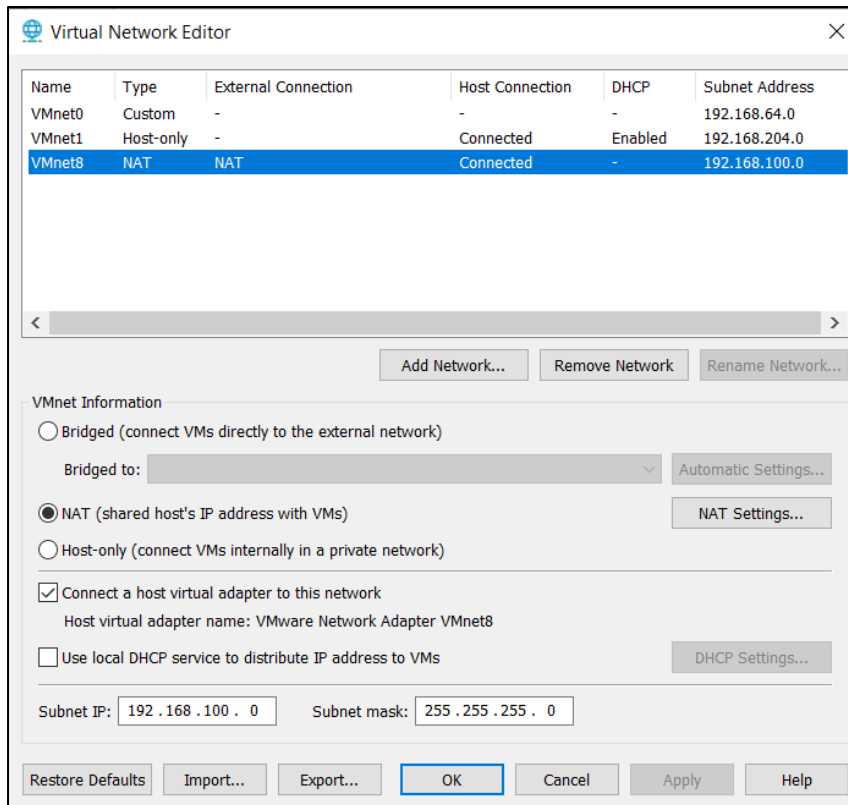 Virtual Network Editor
Name Type External Connection Host Connection DHCP Subnet Address
VMnet0 Custom - - - 192.168.64.0
VMnet1 Host-only - Connected Enabled 192.168.204.0
VMnet8 NAT NAT Connected - 192.168.100.0
Add Network... Remove Network Rename Network...
VMnet Information
Bridged (connect VMs directly to the external network)
Bridged to: Automatic Settings...
NAT (shared host's IP address with VMs) NAT Settings...
Host-only (connect VMs internally in a private network)
Connect a host virtual adapter to this network
Host virtual adapter name: VMware Network Adapter VMnet8
Use local DHCP service to distribute IP address to VMs DHCP Settings...
Subnet IP: 192 . 168 . 100 . 0 Subnet mask: 255 . 255 . 255 . 0
Restore Defaults Import... Export... OK Cancel Apply Help